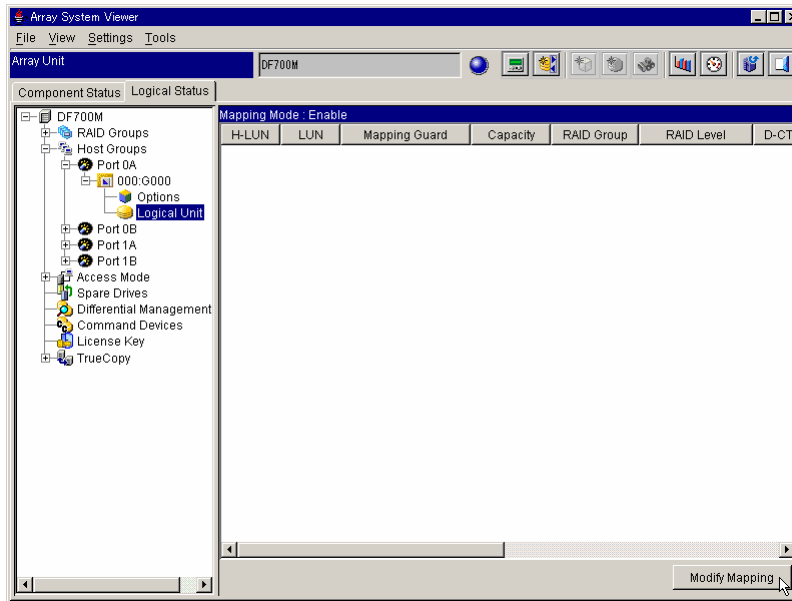 Array System Viewer
File View Settings Tools
Array Unit
DF700M
Component Status Logical Status
DF700M
RAID Groups
Host Groups
Port 0A
000:G000
Options
Logical Unit
Port 0B
Port 1A
Port 1B
Access Mode
Spare Drives
Differential Management
Command Devices
License Key
TrueCopy
Mapping Mode : Enable
H-LUN LUN Mapping Guard Capacity RAID Group RAID Level D-CT
Modify Mapping